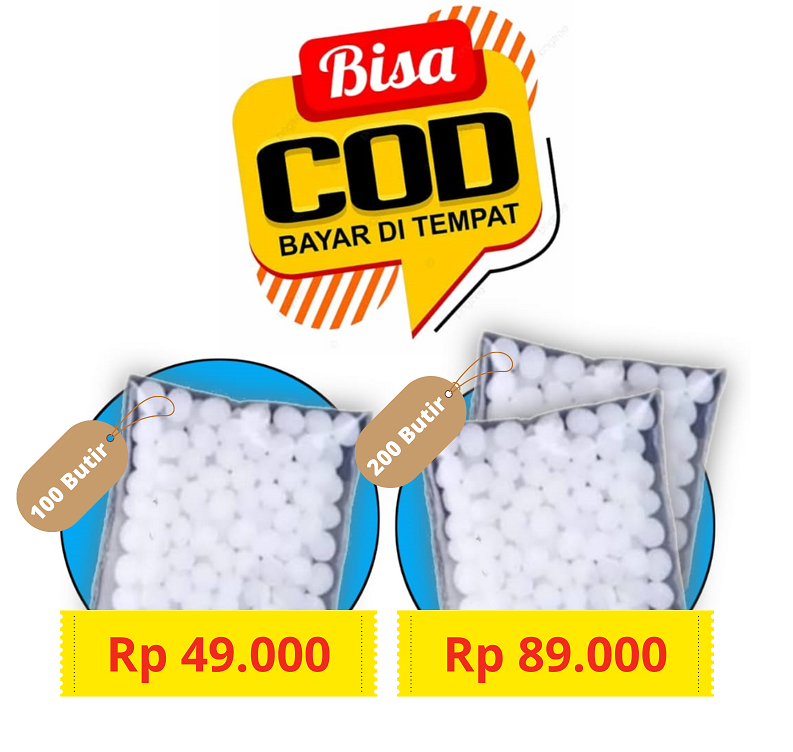 Bisa
COD
BAYAR DI TEMPAT
100 Butir
200 Butir
Rp 49.000
Rp 89.000